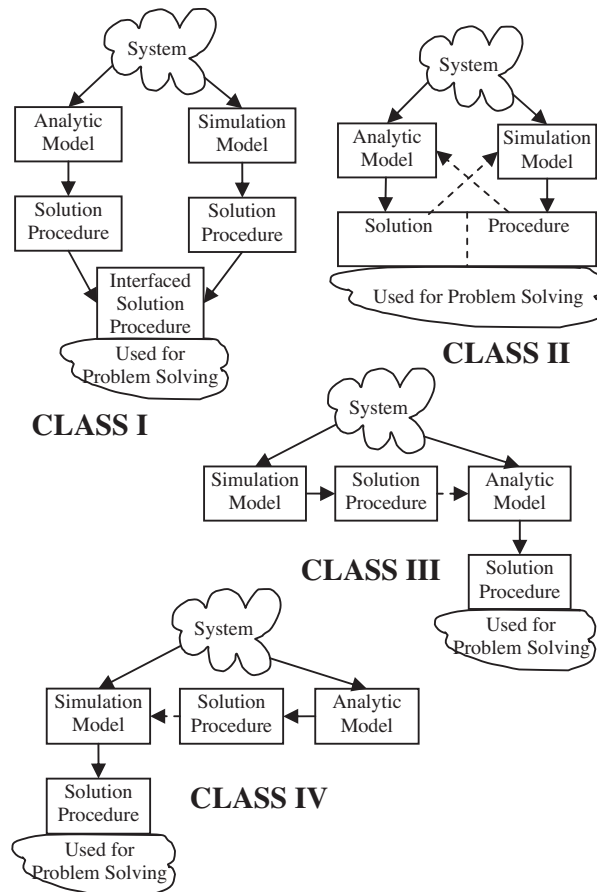 System
Analytic
Model
Simulation
Model
Solution
Procedure
Solution
Procedure
Interfaced
Solution
Procedure
Used for
Problem Solving
CLASS I
System
Analytic
Model
Simulation
Model
Solution
Procedure
Used for Problem Solving
CLASS II
System
Simulation
Model
Solution
Procedure
Analytic
Model
Solution
Procedure
Used for
Problem Solving
CLASS III
System
Simulation
Model
Solution
Procedure
Analytic
Model
Solution
Procedure
Used for
Problem Solving
CLASS IV